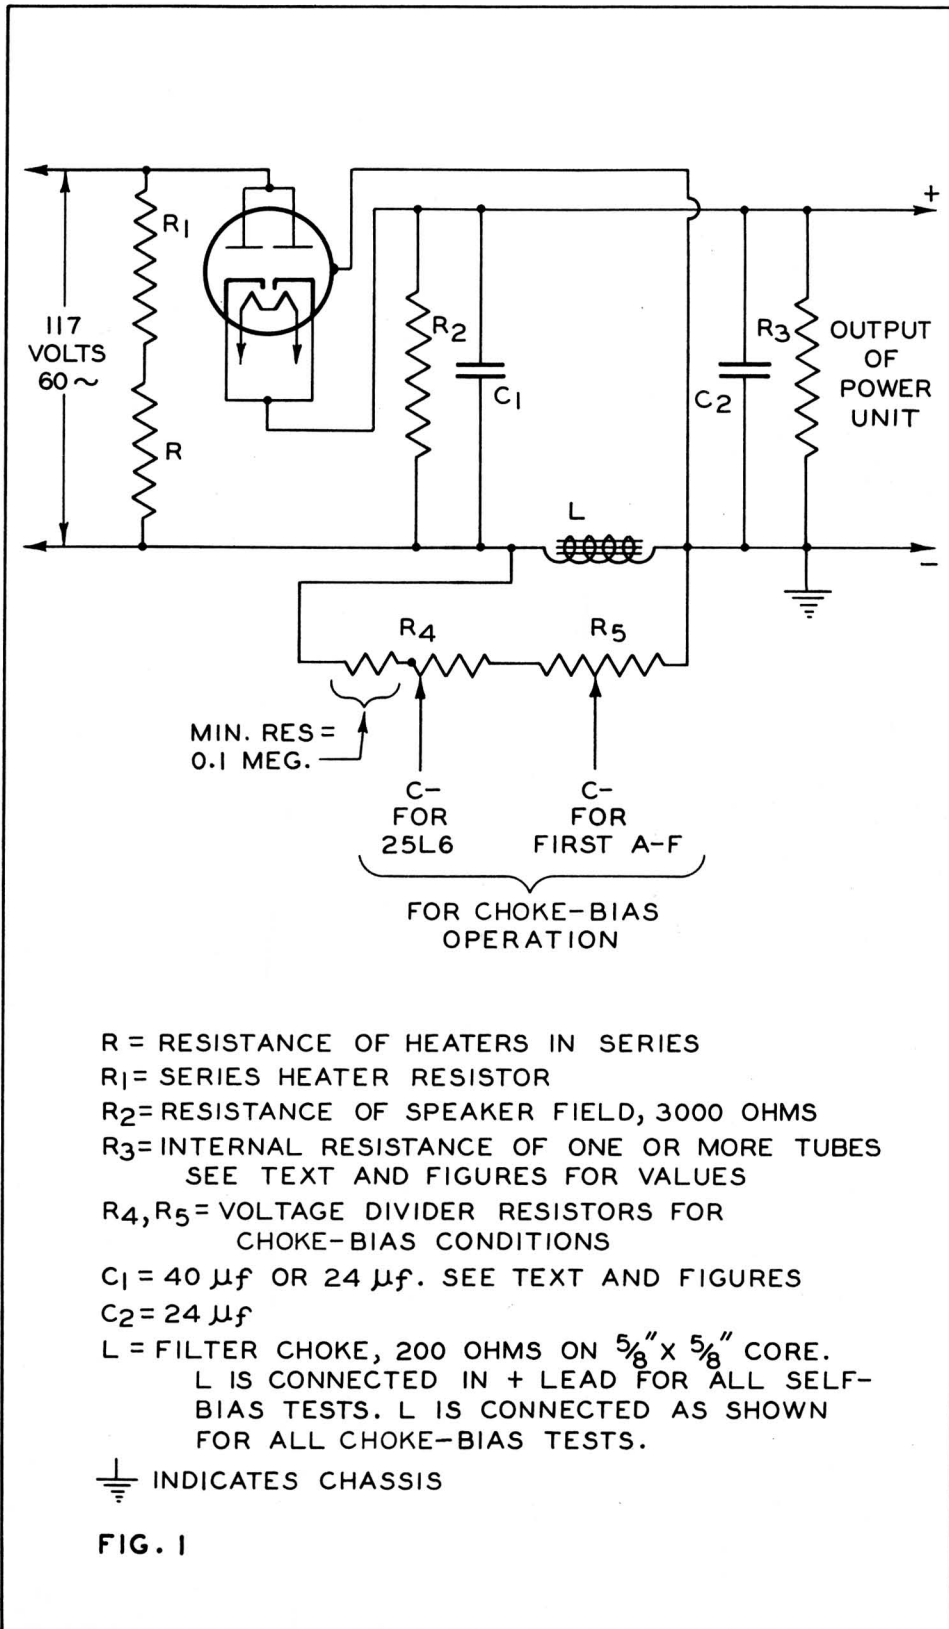 +
R1
117
VOLTS
60~
R2
C1
R3
C2
OUTPUT
OF
POWER
UNIT
R
L
-
R4
R5
MIN. RES =
0.1 MEG.
C-
FOR
25L6
C-
FOR
FIRST A-F
FOR CHOKE-BIAS
OPERATION
R = RESISTANCE OF HEATERS IN SERIES
R1 = SERIES HEATER RESISTOR
R2 = RESISTANCE OF SPEAKER FIELD, 3000 OHMS
R3 = INTERNAL RESISTANCE OF ONE OR MORE TUBES
SEE TEXT AND FIGURES FOR VALUES
R4, R5 = VOLTAGE DIVIDER RESISTORS FOR
CHOKE-BIAS CONDITIONS
C1 = 40 μf OR 24 μf. SEE TEXT AND FIGURES
C2 = 24 μf
L = FILTER CHOKE, 200 OHMS ON 5/8" X 5/8" CORE.
L IS CONNECTED IN + LEAD FOR ALL SELF-
BIAS TESTS. L IS CONNECTED AS SHOWN
FOR ALL CHOKE-BIAS TESTS.
INDICATES CHASSIS
FIG. 1